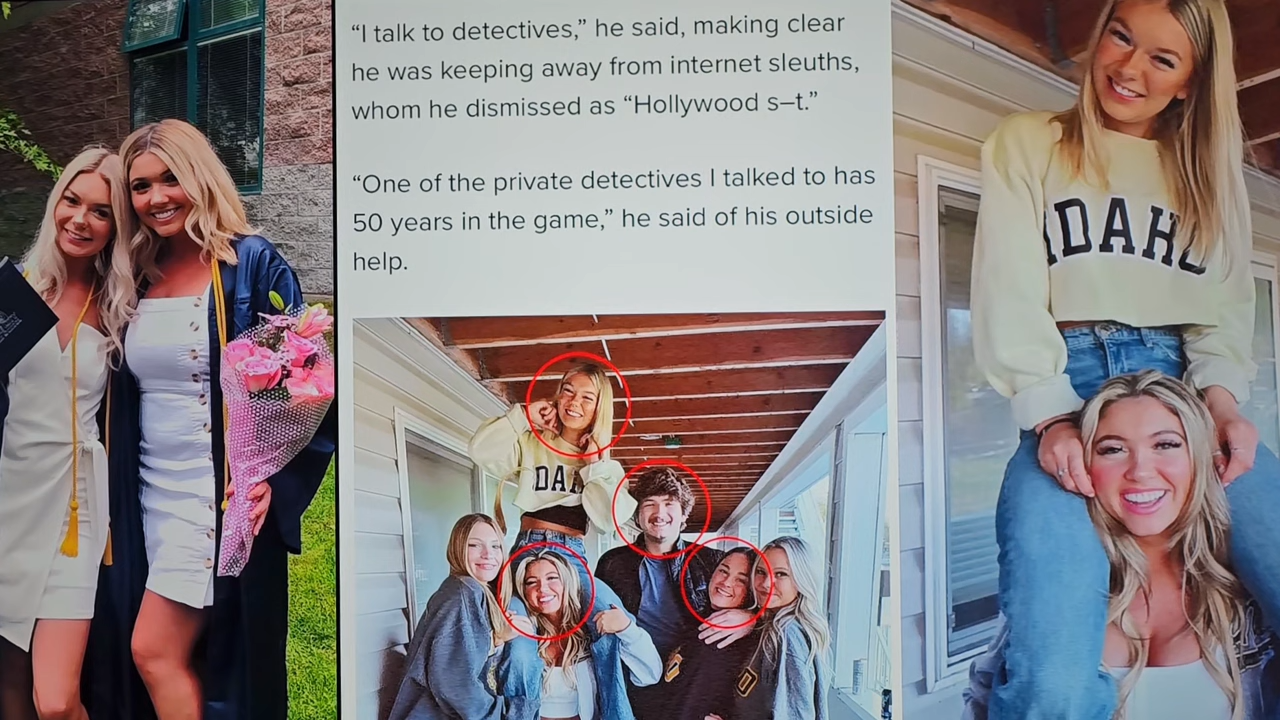 “I talk to detectives,” he said, making clear
he was keeping away from internet sleuths,
whom he dismissed as “Hollywood s–t.”
“One of the private detectives I talked to has
50 years in the game,” he said of his outside
help.
IDAHO